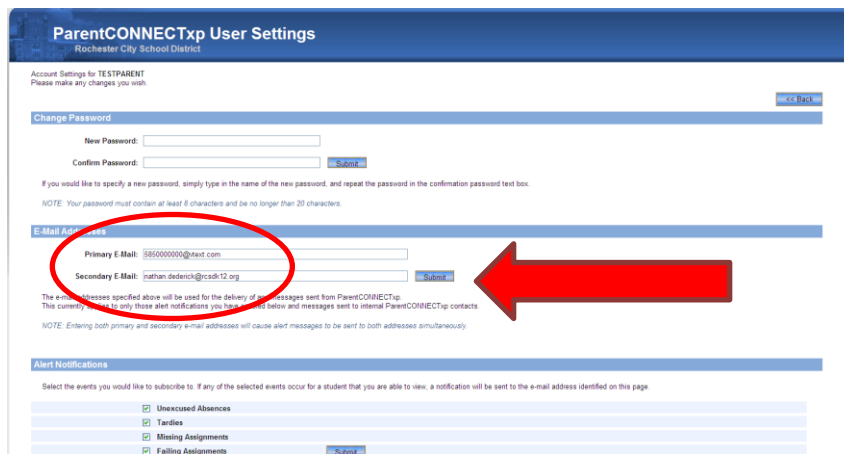 ParentCONNECTxp User Settings
Rochester City School District
Account Settings for TESTPARENT
Please make any changes you wish.
<< Back
Change Password
New Password:
Confirm Password:
Submit
If you would like to specify a new password, simply type in the name of the new password, and repeat the password in the confirmation password text box.
NOTE: Your password must contain at least 6 characters and be no longer than 20 characters.
E-Mail Addresses
Primary E-Mail: 5850000000@vtext.com
Secondary E-Mail: nathan.dederick@rcsdk12.org Submit
The e-mail addresses specified above will be used for the delivery of any messages sent from ParentCONNECTxp.
This currently applies to only those alert notifications you have selected below and messages sent to internal ParentCONNECTxp contacts.
NOTE: Entering both primary and secondary e-mail addresses will cause alert messages to be sent to both addresses simultaneously.
Alert Notifications
Select the events you would like to subscribe to. If any of the selected events occur for a student that you are able to view, a notification will be sent to the e-mail address identified on this page.
Unexcused Absences
Tardies
Missing Assignments
Failing Assignments Submit